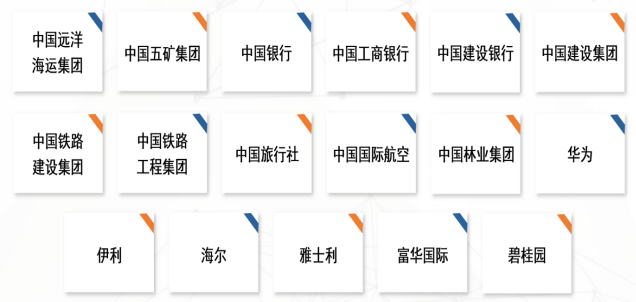 中国远洋
海运集团
中国五矿集团
中国银行
中国工商银行
中国建设银行
中国建设集团
中国铁路
建设集团
中国铁路
工程集团
中国旅行社
中国国际航空
中国林业集团
华为
伊利
海尔
雅士利
富华国际
碧桂园